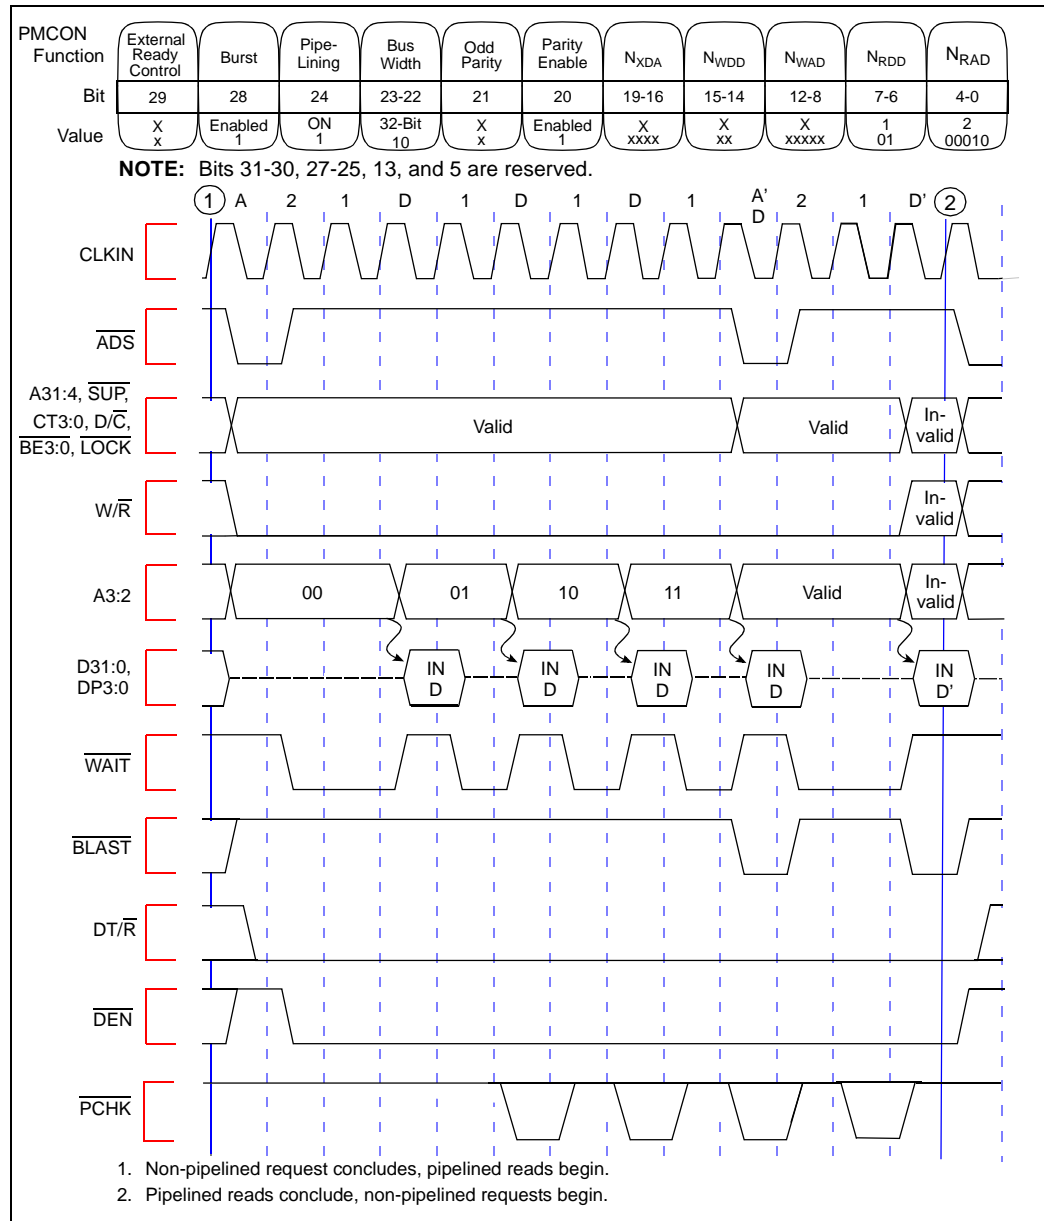 PMCON Function
External Ready Control
Burst
Pipe-Lining
Bus Width
Odd Parity
Parity Enable
NXDA
NWDD
NWAD
NRDD
NRAD
Bit 29 28 24 23-22 21 20 19-16 15-14 12-8 7-6 4-0
Value
X x
Enabled 1
ON 1
32-Bit 10
X x
Enabled 1
X xxxx
X xx
X xxxxx
1 01
2 00010
NOTE: Bits 31-30, 27-25, 13, and 5 are reserved.
1 A 2 1 D 1 D 1 D 1 A' D 2 1 D' 2
CLKIN
ADS
A31:4, SUP,
CT3:0, D/C,
BE3:0, LOCK
Valid Valid In-valid
W/R
In-valid
A3:2 00 01 10 11 Valid In-valid
D31:0,
DP3:0
IN D
IN D
IN D
IN D
IN D'
WAIT
BLAST
DT/R
DEN
PCHK
1. Non-pipelined request concludes, pipelined reads begin.
2. Pipelined reads conclude, non-pipelined requests begin.